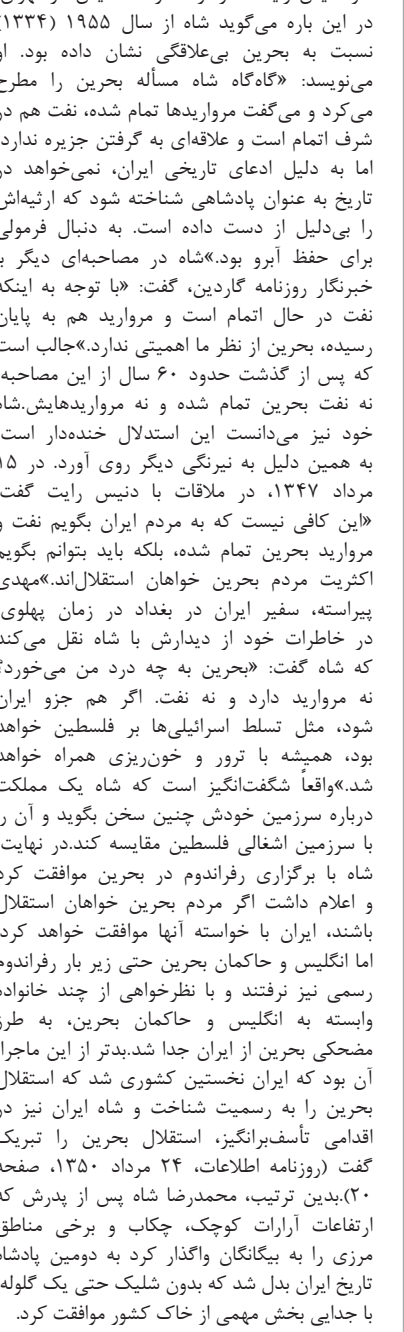 در این باره می‌گوید شاه از سال ۱۹۵۵ (۱۳۳۴)
نسبت به بحرین بی‌علاقگی نشان داده بود. او
می‌نویسد: «گاه‌گاه شاه مسأله بحرین را مطرح
می‌کرد و می‌گفت مرواریدها تمام شده، نفت هم در
شرف اتمام است و علاقه‌ای به گرفتن جزیره ندارد.
اما به دلیل ادعای تاریخی ایران، نمی‌خواهد در
تاریخ به عنوان پادشاهی شناخته شود که ارثیه‌اش
را بی‌دلیل از دست داده است. به دنبال فرمولی
برای حفظ آبرو بود.»شاه در مصاحبه‌ای دیگر با
خبرنگار روزنامه گاردین، گفت: «با توجه به اینکه
نفت در حال اتمام است و مروارید هم به پایان
رسیده، بحرین از نظر ما اهمیتی ندارد.»جالب است
که پس از گذشت حدود ۶۰ سال از این مصاحبه،
نه نفت بحرین تمام شده و نه مرواریدهایش.شاه
خود نیز می‌دانست این استدلال خنده‌دار است.
به همین دلیل به نیرنگی دیگر روی آورد. در ۱۵
مرداد ۱۳۴۷، در ملاقات با دنیس رایت گفت:
«این کافی نیست که به مردم ایران بگویم نفت و
مروارید بحرین تمام شده، بلکه باید بتوانم بگویم
اکثریت مردم بحرین خواهان استقلال‌اند.»مهدی
پیراسته، سفیر ایران در بغداد در زمان پهلوی،
در خاطرات خود از دیدارش با شاه نقل می‌کند
که شاه گفت: «بحرین به چه درد من می‌خورد؟
نه مروارید دارد و نه نفت. اگر هم جزو ایران
شود، مثل تسلط اسرائیلی‌ها بر فلسطین خواهد
بود، همیشه با ترور و خون‌ریزی همراه خواهد
شد.»واقعاً شگفت‌انگیز است که شاه یک مملکت
درباره سرزمین خودش چنین سخن بگوید و آن را
با سرزمین اشغالی فلسطین مقایسه کند.در نهایت،
شاه با برگزاری رفراندوم در بحرین موافقت کرد
و اعلام داشت اگر مردم بحرین خواهان استقلال
باشند، ایران با خواسته آنها موافقت خواهد کرد.
اما انگلیس و حاکمان بحرین حتی زیر بار رفراندوم
رسمی نیز نرفتند و با نظرخواهی از چند خانواده
وابسته به انگلیس و حاکمان بحرین، به طرز
مضحکی بحرین از ایران جدا شد.بدتر از این ماجرا،
آن بود که ایران نخستین کشوری شد که استقلال
بحرین را به رسمیت شناخت و شاه ایران نیز در
اقدامی تأسف‌برانگیز، استقلال بحرین را تبریک
گفت (روزنامه اطلاعات، ۲۴ مرداد ۱۳۵۰، صفحه
۲۰).بدین ترتیب، محمدرضا شاه پس از پدرش که
ارتفاعات آرارات کوچک، چکاب و برخی مناطق
مرزی را به بیگانگان واگذار کرد به دومین پادشاه
تاریخ ایران بدل شد که بدون شلیک حتی یک گلوله،
با جدایی بخش مهمی از خاک کشور موافقت کرد.